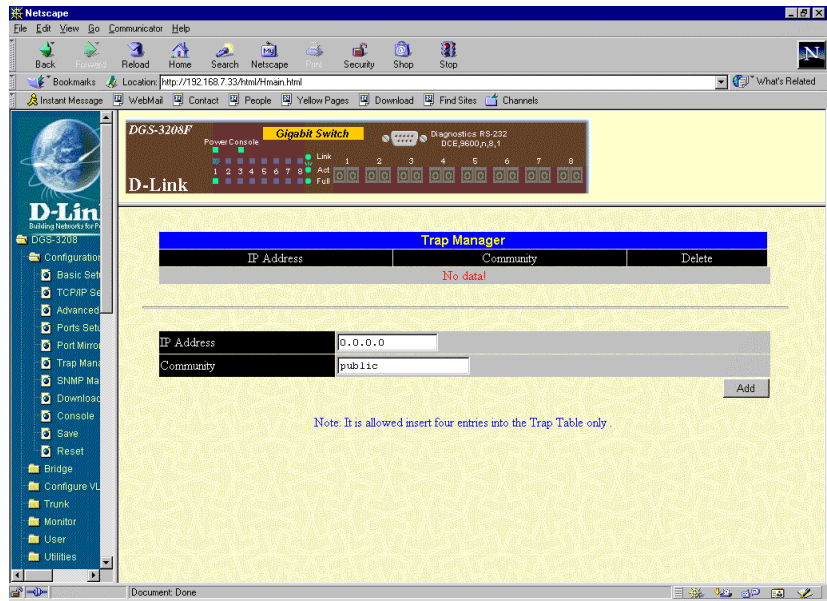 Netscape
File Edit View Go Communicator Help
Back Forward Reload Home Search Netscape Print Security Shop Stop
Bookmarks Location: http://192.168.7.33/html/Hmain.html What's Related
Instant Message WebMail Contact People Yellow Pages Download Find Sites Channels
D-Lin
Building Networks for P
DGS-3208
Configuration
Basic Set
TCP/IP Se
Advanced
Ports Setu
Port Mirro
Trap Mana
SNMP Ma
Download
Console
Save
Reset
Bridge
Configure VL
Trunk
Monitor
User
Utilities
DGS-3208F
Power Console
Gigabit Switch
Diagnostics RS-232
DCE,9600,n,8,1
Link
1 2 3 4 5 6 7 8
1 2 3 4 5 6 7 8 Act
Full
D-Link
Trap Manager
IP Address Community Delete
No data!
IP Address 0.0.0.0
Community public
Add
Note: It is allowed insert four entries into the Trap Table only .
Document: Done